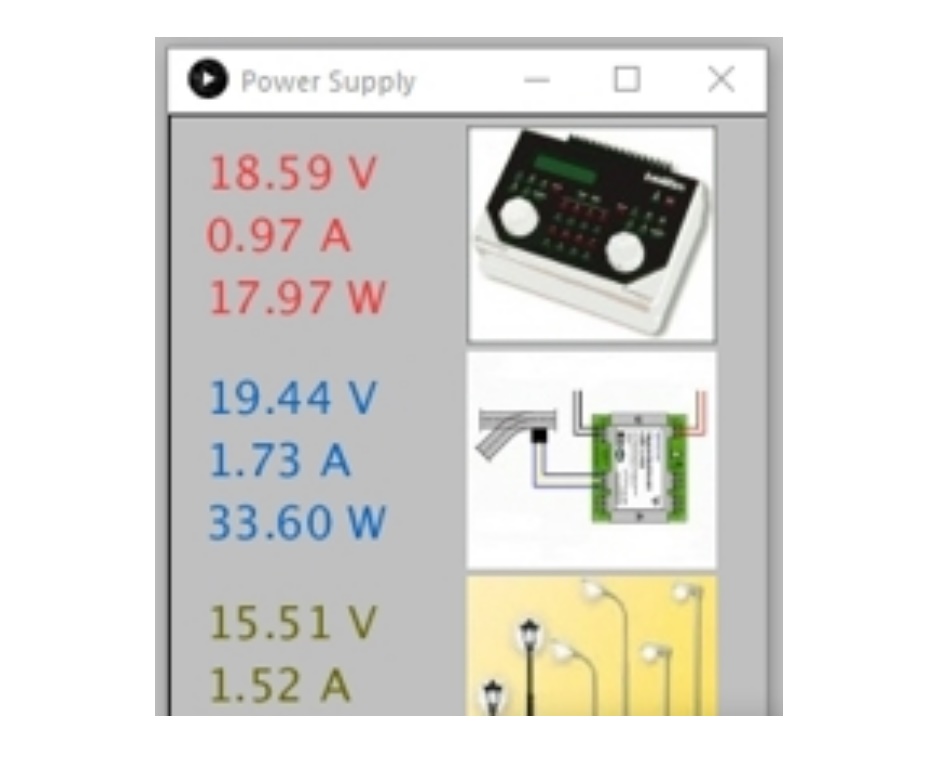 Power Supply
18.59 V
0.97 A
17.97 W
19.44 V
1.73 A
33.60 W
15.51 V
1.52 A